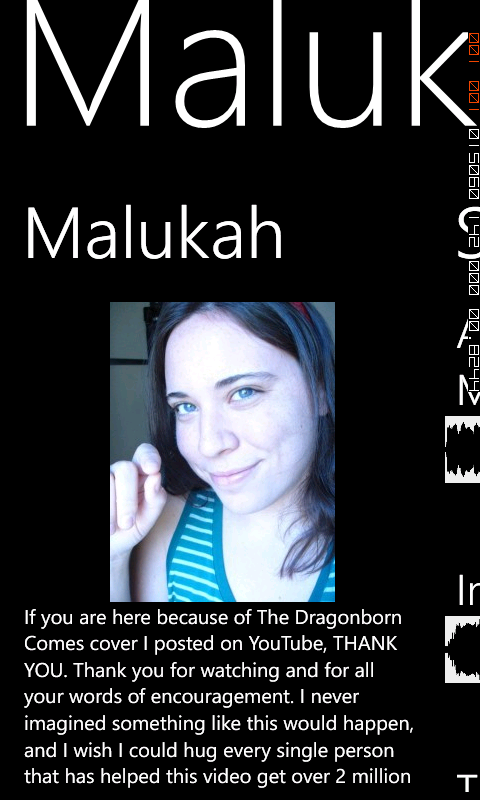 Maluk
Malukah
If you are here because of The Dragonborn
Comes cover I posted on YouTube, THANK
YOU. Thank you for watching and for all
your words of encouragement. I never
imagined something like this would happen,
and I wish I could hug every single person
that has helped this video get over 2 million
In